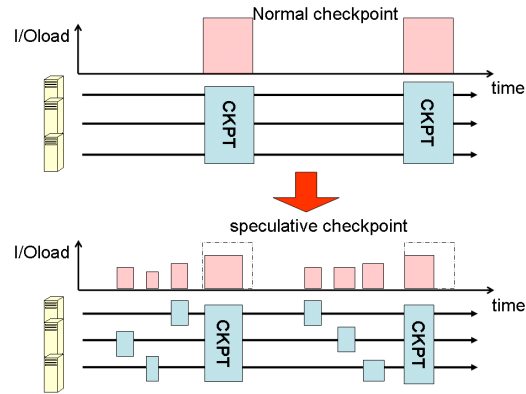 Normal checkpoint
I/Oload
time
CKPT
CKPT
speculative checkpoint
I/Oload
time
CKPT
CKPT